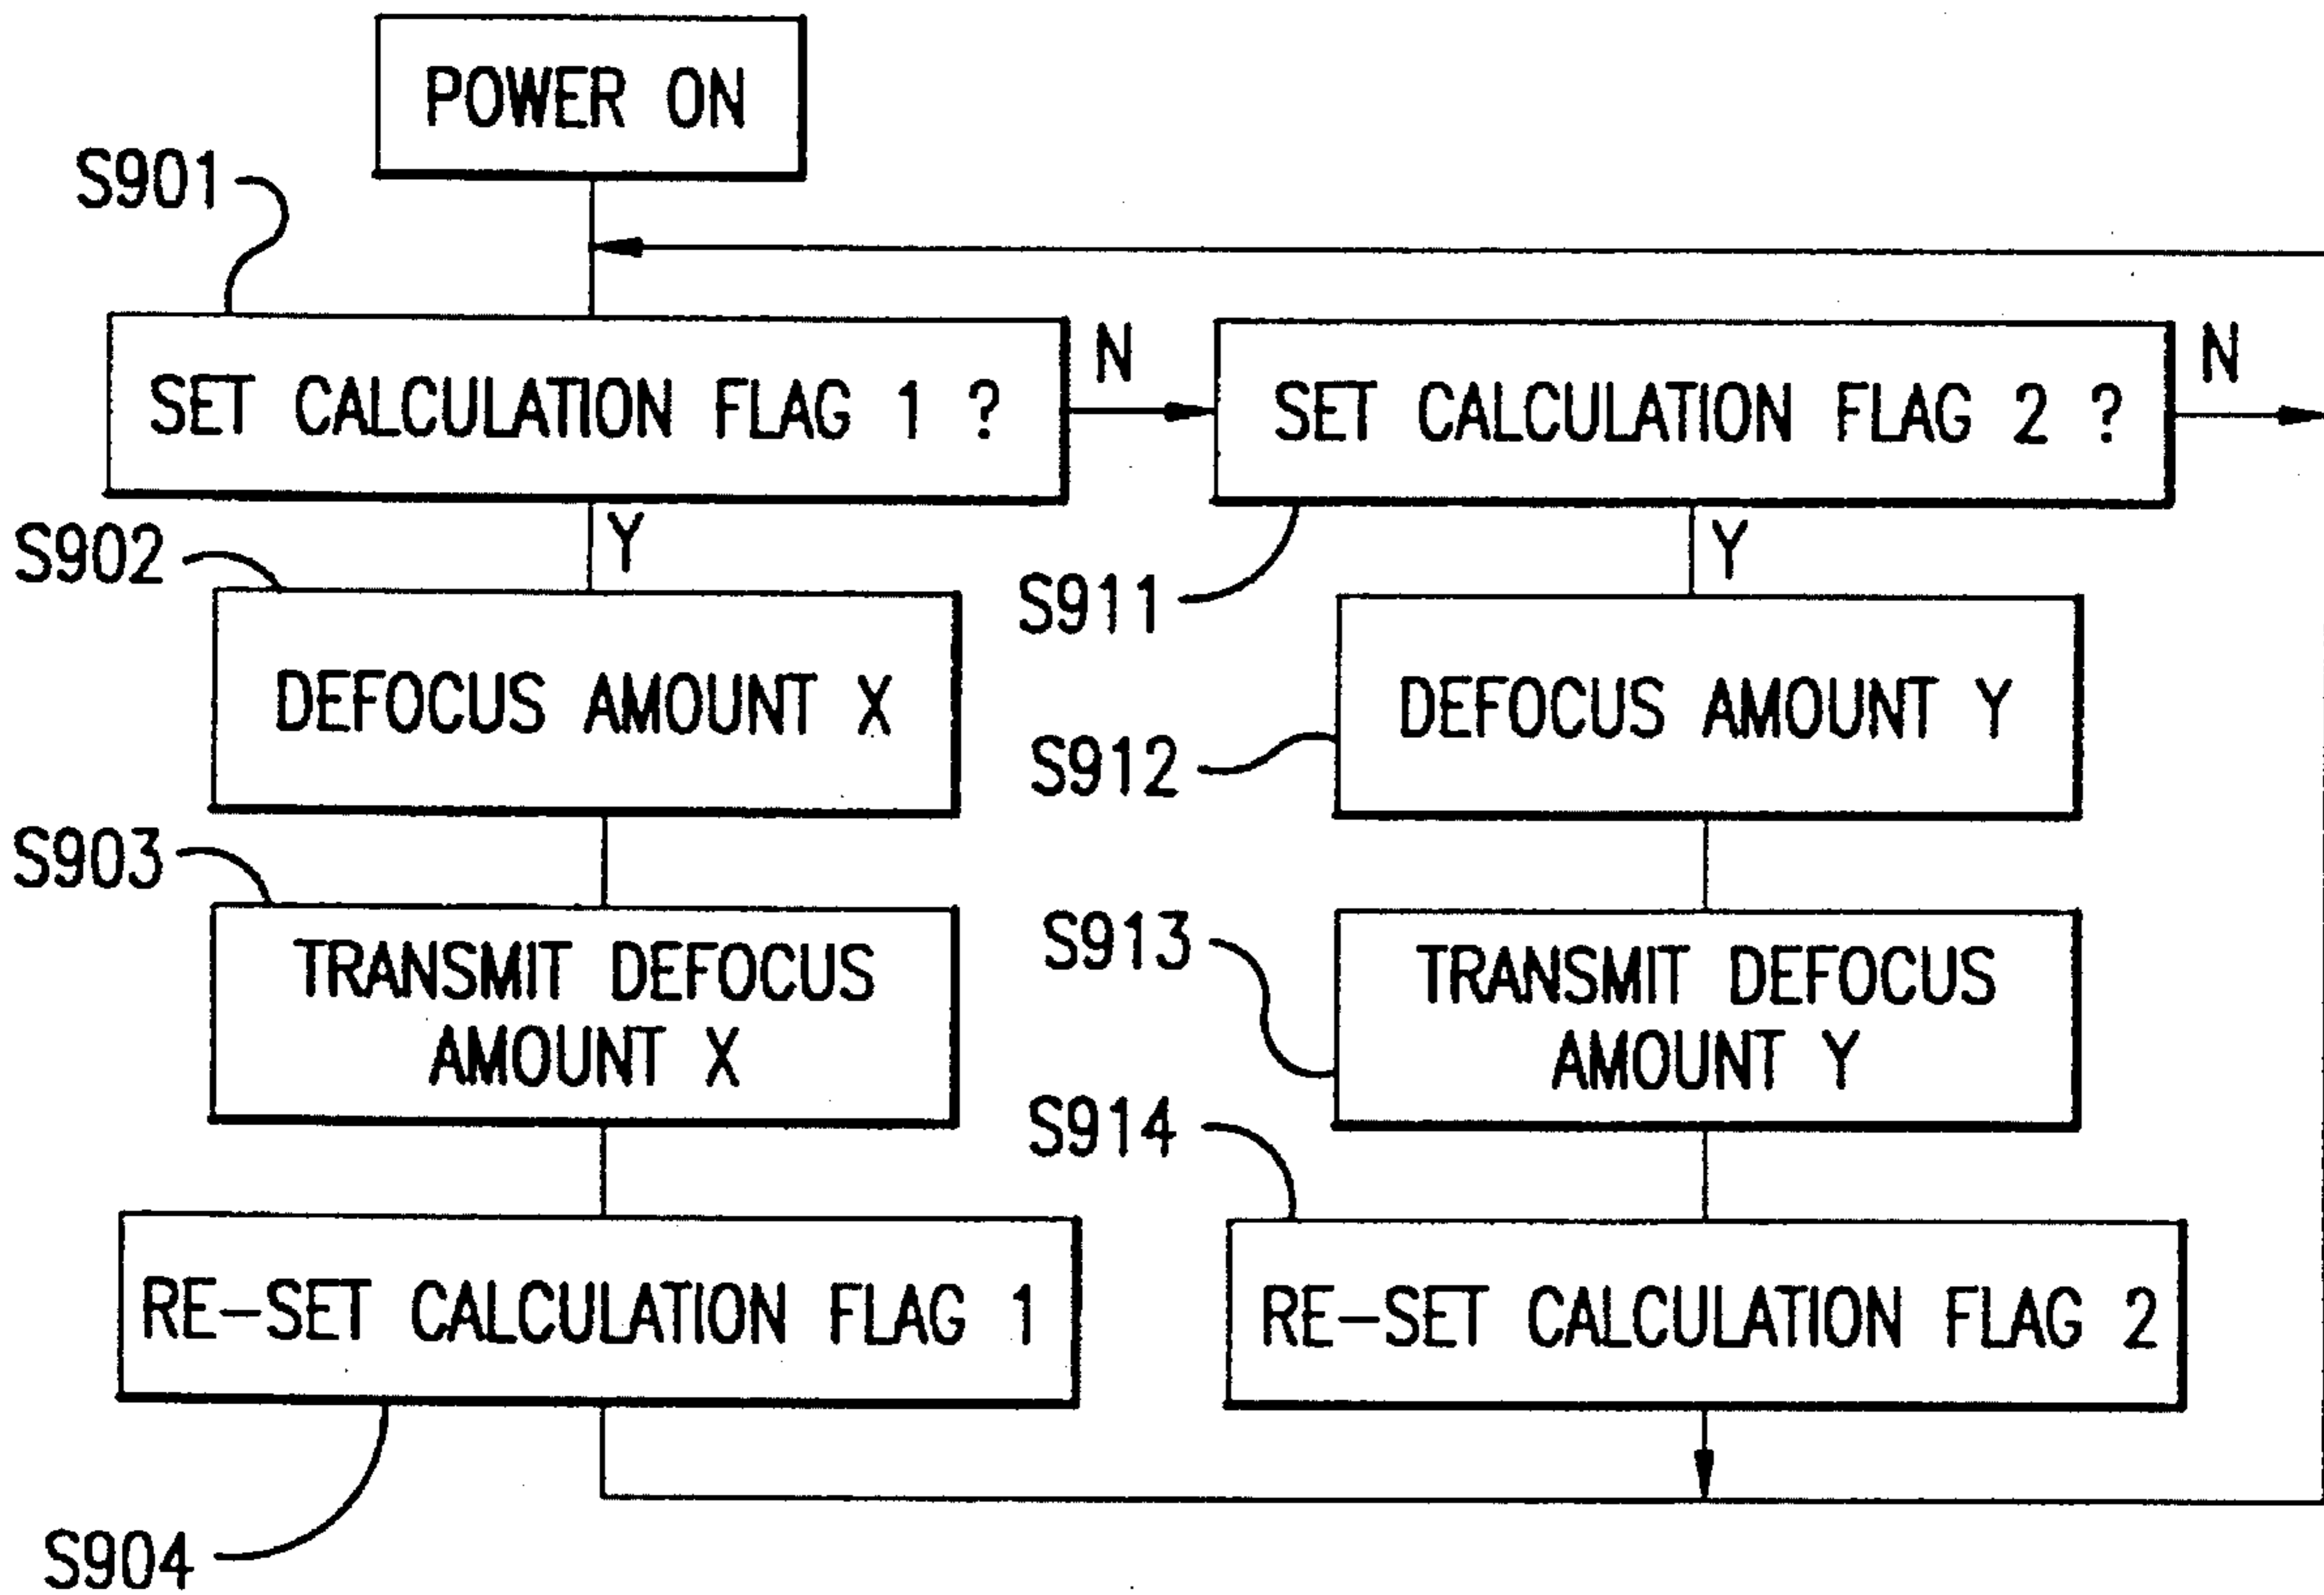 POWER ON
S901
SET CALCULATION FLAG 1 ?
N
SET CALCULATION FLAG 2 ?
N
Y
Y
S902
S911
DEFOCUS AMOUNT X
DEFOCUS AMOUNT Y
S912
S903
TRANSMIT DEFOCUS
AMOUNT X
S913
TRANSMIT DEFOCUS
AMOUNT Y
S914
RE-SET CALCULATION FLAG 1
RE-SET CALCULATION FLAG 2
S904